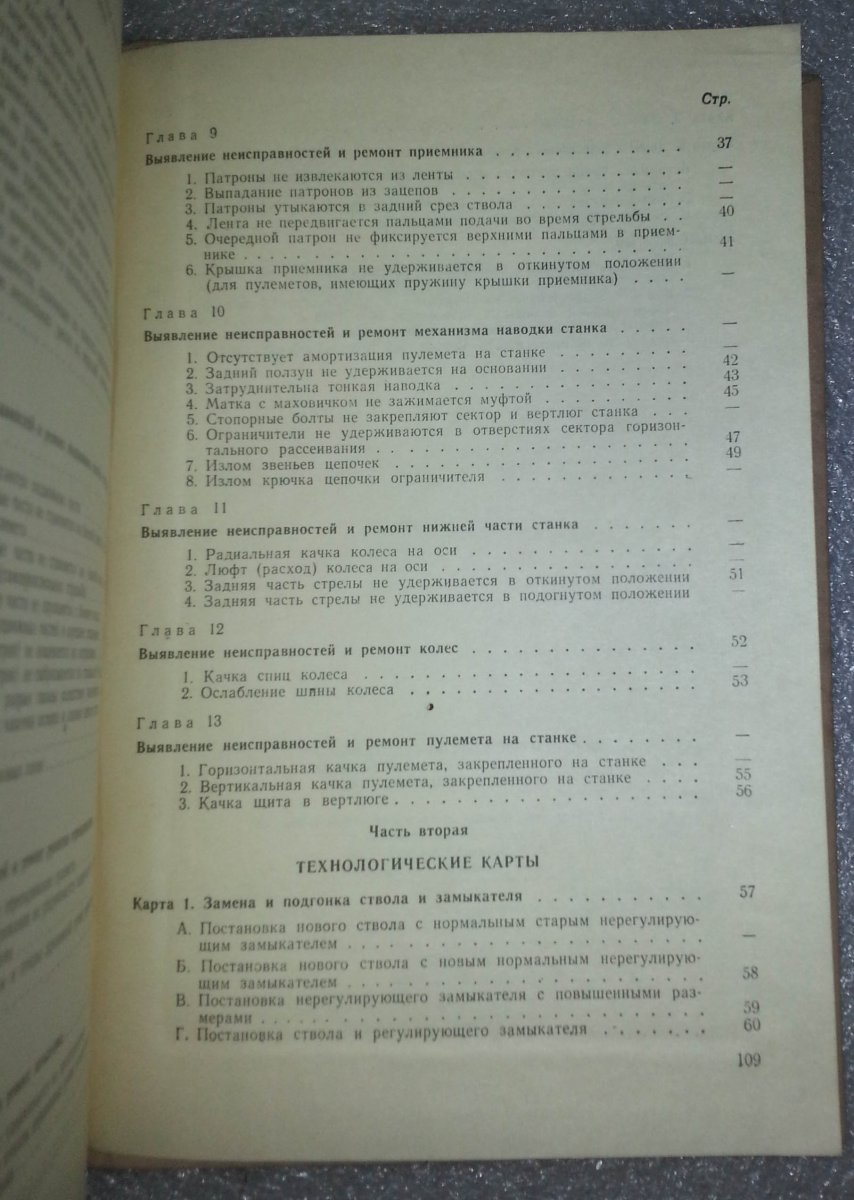 Стр.
Глава 9
Выявление неисправностей и ремонт приемника . . . . . . . . . . . . . 37
1. Патроны не извлекаются из ленты . . . . . . . . . . . . . . —
2. Выпадание патронов из зацепов . . . . . . . . . . . . . . . —
3. Патроны утыкаются в задний срез ствола . . . . . . . . . . . —
4. Лента не передвигается пальцами подачи во время стрельбы . . 40
5. Очередной патрон не фиксируется верхними пальцами в прием-
нике . . . . . . . . . . . . . . . . . . . . . . . . . . . 41
6. Крышка приемника не удерживается в откинутом положении
(для пулеметов, имеющих пружину крышки приемника) . . . . —
Глава 10
Выявление неисправностей и ремонт механизма наводки станка . . . . . —
1. Отсутствует амортизация пулемета на станке . . . . . . . . . —
2. Задний ползун не удерживается на основании . . . . . . . . . 42
3. Затруднительна тонкая наводка . . . . . . . . . . . . . . . 43
4. Матка с маховичком не зажимается муфтой . . . . . . . . . . 45
5. Стопорные болты не закрепляют сектор и вертлюг станка . . . —
6. Ограничители не удерживаются в отверстиях сектора горизон-
тального рассеивания . . . . . . . . . . . . . . . . . . . 47
7. Излом звеньев цепочек . . . . . . . . . . . . . . . . . . 49
8. Излом крючка цепочки ограничителя . . . . . . . . . . . . —
Глава 11
Выявление неисправностей и ремонт нижней части станка . . . . . . . —
1. Радиальная качка колеса на оси . . . . . . . . . . . . . . —
2. Люфт (расход) колеса на оси . . . . . . . . . . . . . . . —
3. Задняя часть стрелы не удерживается в откинутом положении 51
4. Задняя часть стрелы не удерживается в подогнутом положении —
Глава 12
Выявление неисправностей и ремонт колес . . . . . . . . . . . . . . 52
1. Качка спиц колеса . . . . . . . . . . . . . . . . . . . . —
2. Ослабление шины колеса . . . . . . . . . . . . . . . . . . 53
Глава 13
Выявление неисправностей и ремонт пулемета на станке . . . . . . . . —
1. Горизонтальная качка пулемета, закрепленного на станке . . . —
2. Вертикальная качка пулемета, закрепленного на станке . . . . 55
3. Качка щита в вертлюге . . . . . . . . . . . . . . . . . . . 56
Часть вторая
ТЕХНОЛОГИЧЕСКИЕ КАРТЫ
Карта 1. Замена и подгонка ствола и замыкателя . . . . . . . . . . . 57
А. Постановка нового ствола с нормальным старым нерегулирую-
щим замыкателем . . . . . . . . . . . . . . . . . . . . . —
Б. Постановка нового ствола с новым нормальным нерегулирую-
щим замыкателем . . . . . . . . . . . . . . . . . . . . . 58
В. Постановка нерегулирующего замыкателя с повышенными раз-
мерами . . . . . . . . . . . . . . . . . . . . . . . . . 59
Г. Постановка ствола и регулирующего замыкателя . . . . . . 60
109